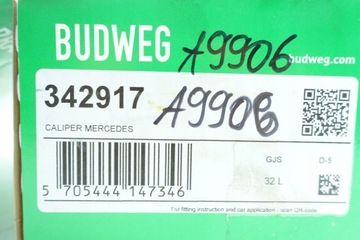 BUDWEG A9906
budweg.com
342917 A9906
CALIPER MERCEDES
GJS D-5
32 L
5 705444 147346
For fitting instruction and car application - scan QR-code